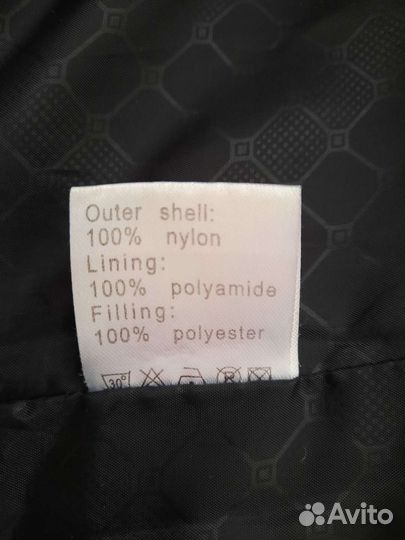 Outer shell:
100% nylon
Lining:
100% polyamide
Filling:
100% polyester
30°
R
Avito